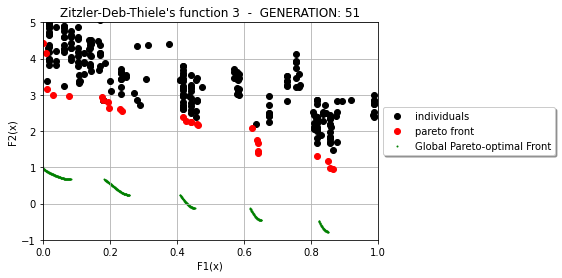 Zitzler-Deb-Thiele's function 3 - GENERATION: 51
5
4
3
2
1
0
−1
F2(x)
0.0 0.2 0.4 0.6 0.8 1.0
F1(x)
individuals
pareto front
Global Pareto-optimal Front